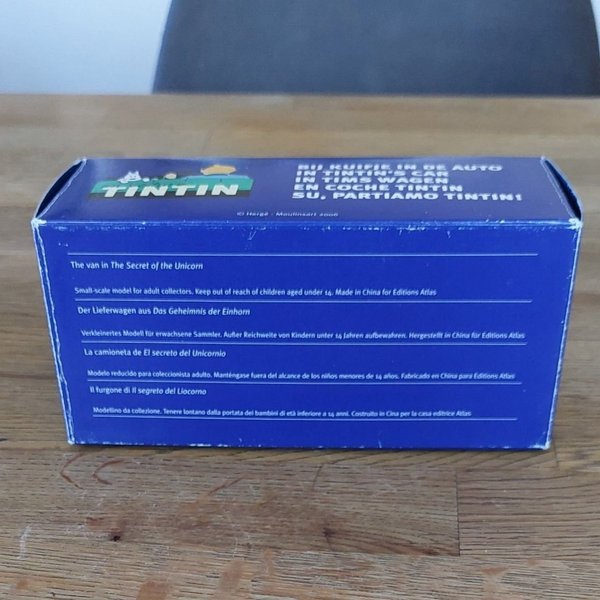 TINTIN
BIJ KUIFJE IN DE AUTO
IN TINTIN'S CAR
IN TIMS WAGEN
EN COCHE TINTIN
SU, PARTIAMO TINTIN!
© Hergé - Moulinsart 2006
The van in The Secret of the Unicorn
Small-scale model for adult collectors. Keep out of reach of children aged under 14. Made in China for Editions Atlas
Der Lieferwagen aus Das Geheimnis der Einhorn
Verkleinertes Modell für erwachsene Sammler. Außer Reichweite von Kindern unter 14 Jahren aufbewahren. Hergestellt in China für Editions Atlas
La camioneta de El secreto del Unicornio
Modelo reducido para coleccionista adulto. Manténgase fuera del alcance de los niños menores de 14 años. Fabricado en China para Editions Atlas
Il furgone di Il segreto del Liocorno
Modellino da collezione. Tenere lontano dalla portata dei bambini di età inferiore a 14 anni. Costruito in Cina per la casa editrice Atlas